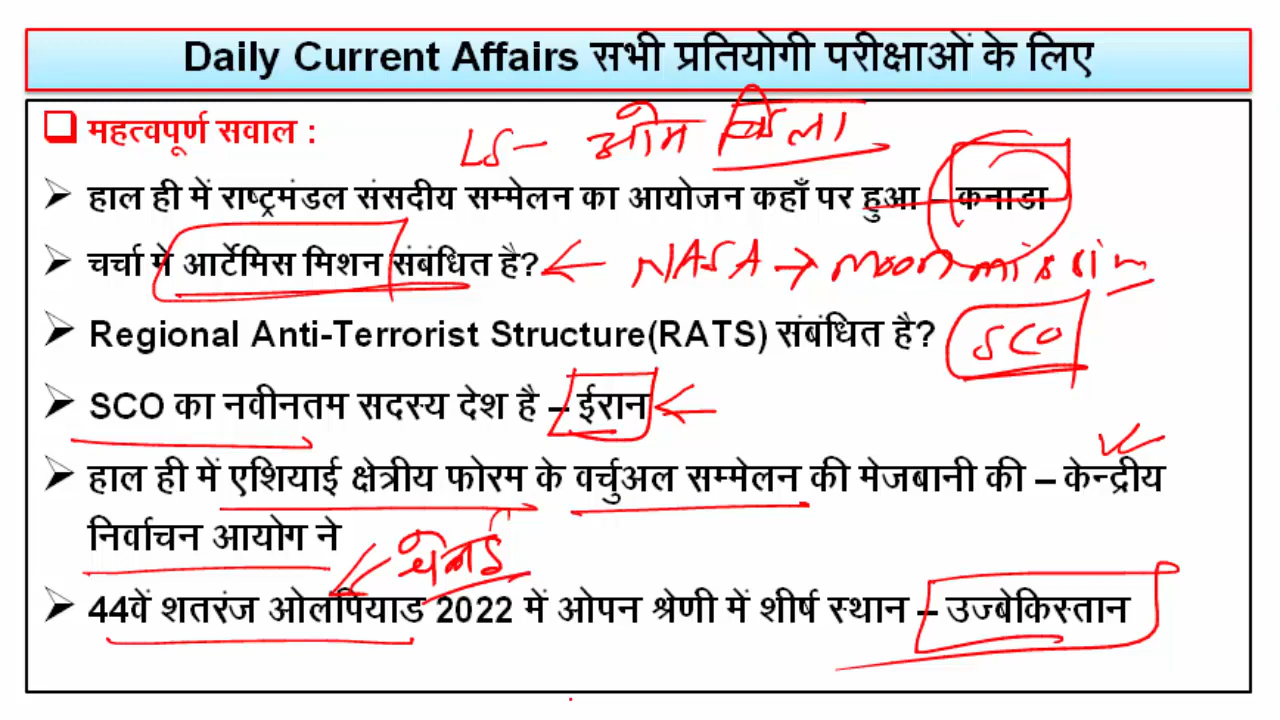 Daily Current Affairs सभी प्रतियोगी परीक्षाओं के लिए
महत्वपूर्ण सवाल :
LS - ओम बिरला
हाल ही में राष्ट्रमंडल संसदीय सम्मेलन का आयोजन कहाँ पर हुआ – कनाडा
चर्चा में आर्टेमिस मिशन संबंधित है? ← NASA → moon mission
Regional Anti-Terrorist Structure(RATS) संबंधित है? SCO
SCO का नवीनतम सदस्य देश है – ईरान
हाल ही में एशियाई क्षेत्रीय फोरम के वर्चुअल सम्मेलन की मेजबानी की – केन्द्रीय
निर्वाचन आयोग ने
चेन्नई
44वें शतरंज ओलंपियाड 2022 में ओपन श्रेणी में शीर्ष स्थान – उज्बेकिस्तान